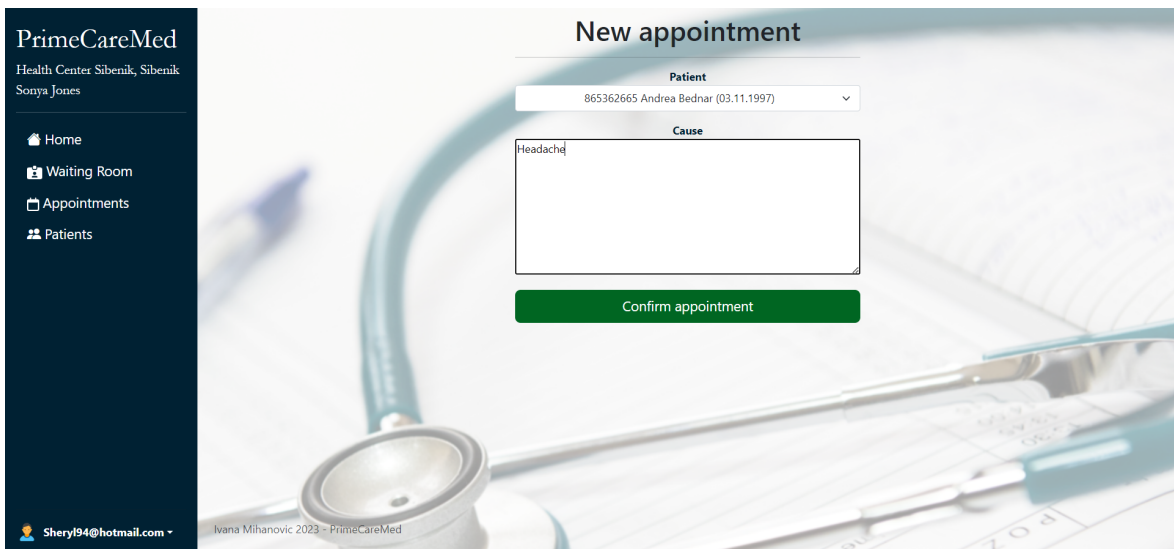 PrimeCareMed
Health Center Sibenik, Sibenik
Sonya Jones
Home
Waiting Room
Appointments
Patients
Sheryl94@hotmail.com
New appointment
Patient
865362665 Andrea Bednar (03.11.1997)
Cause
Headache
Confirm appointment
Ivana Mihanovic 2023 - PrimeCareMed